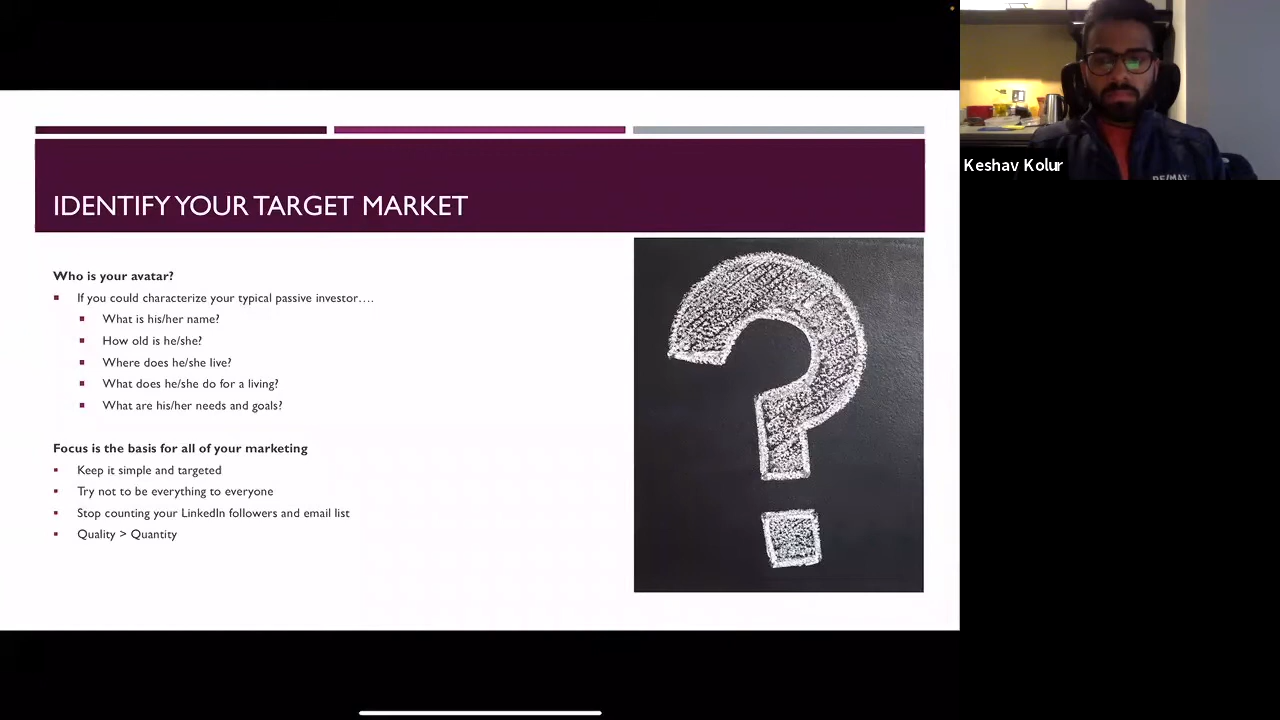 IDENTIFY YOUR TARGET MARKET
Who is your avatar?
If you could characterize your typical passive investor….
What is his/her name?
How old is he/she?
Where does he/she live?
What does he/she do for a living?
What are his/her needs and goals?
Focus is the basis for all of your marketing
Keep it simple and targeted
Try not to be everything to everyone
Stop counting your LinkedIn followers and email list
Quality > Quantity
Keshav Kolur
RE/MAX